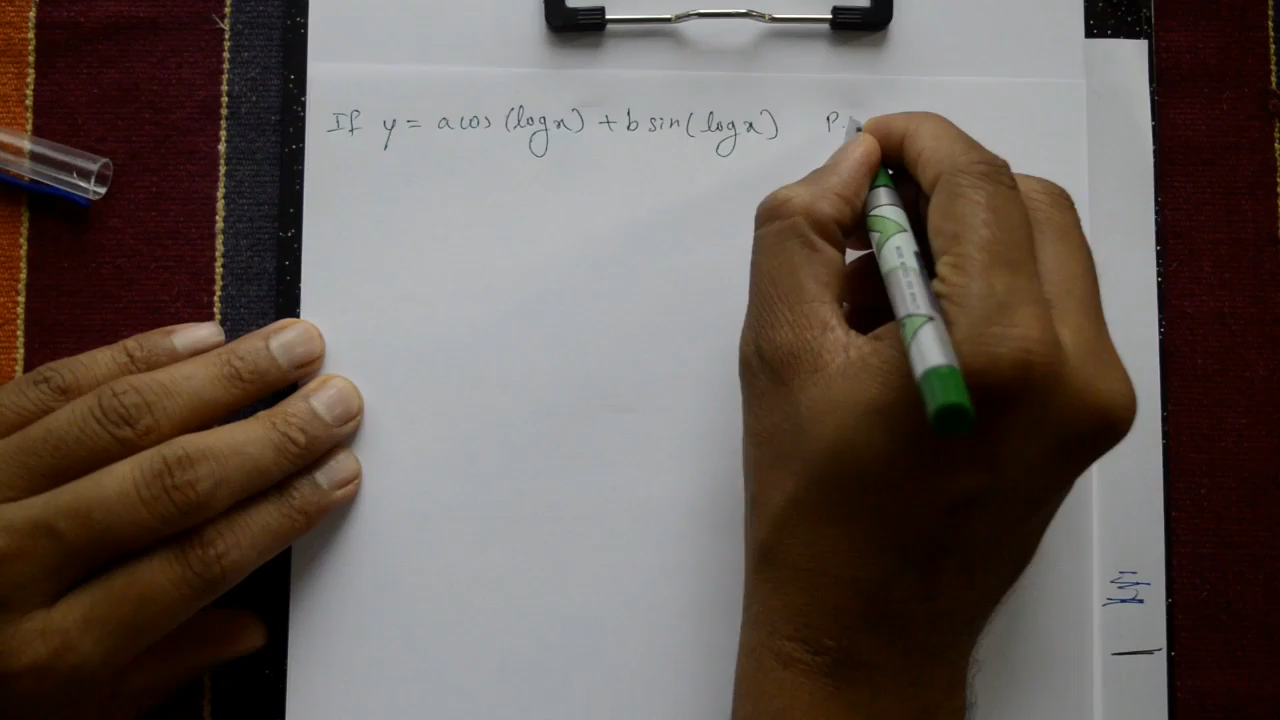 If y = a cos (log x) + b sin(log x) P.